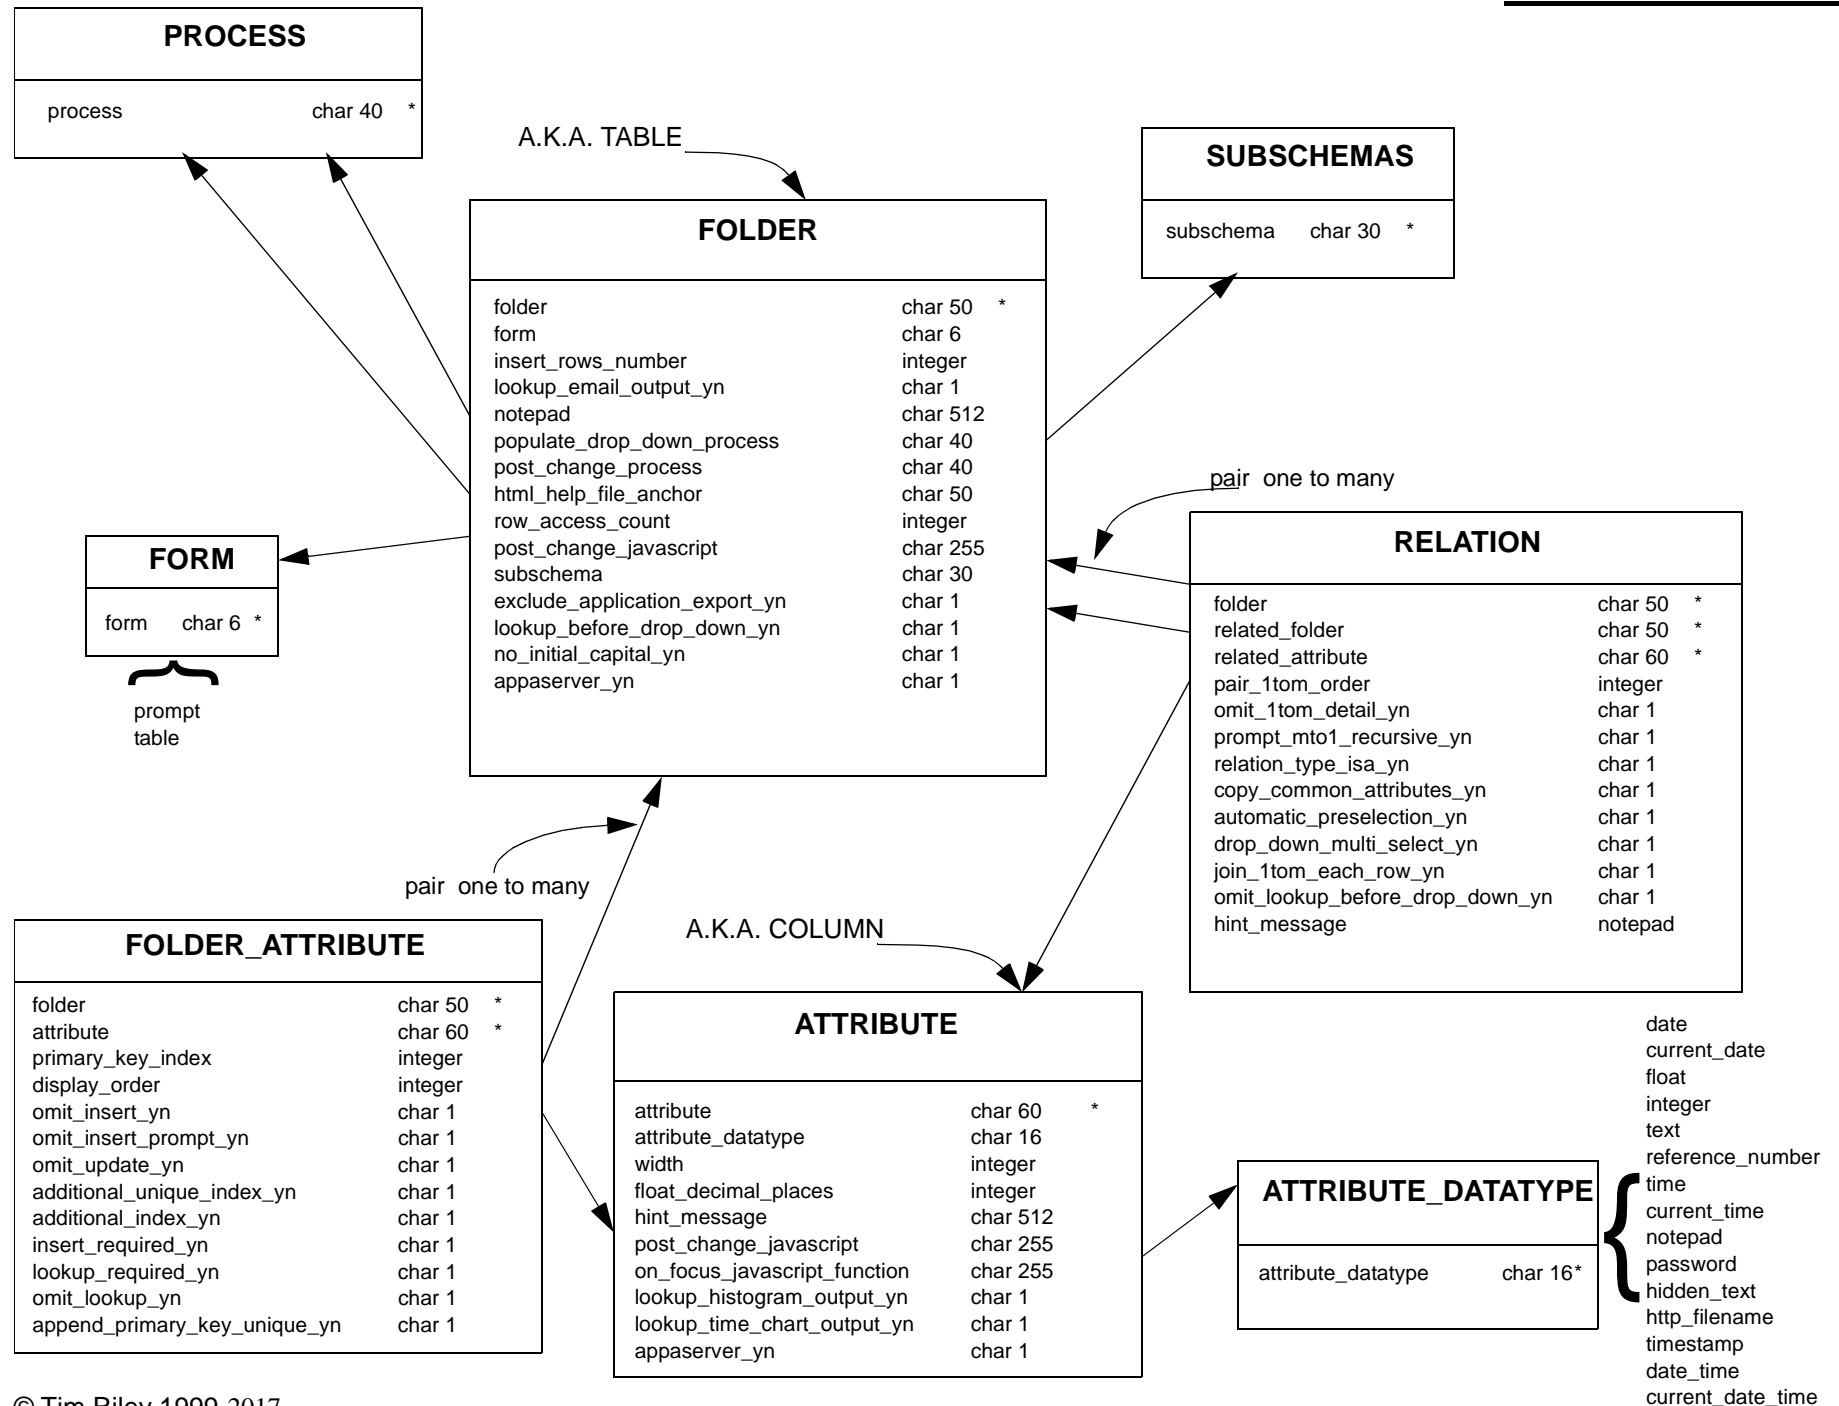 PROCESS
process char 40 *
A.K.A. TABLE
SUBSCHEMAS
subschema char 30 *
FOLDER
folder char 50 *
form char 6
insert_rows_number integer
lookup_email_output_yn char 1
notepad char 512
populate_drop_down_process char 40
post_change_process char 40
html_help_file_anchor char 50
row_access_count integer
post_change_javascript char 255
subschema char 30
exclude_application_export_yn char 1
lookup_before_drop_down_yn char 1
no_initial_capital_yn char 1
appaserver_yn char 1
pair one to many
FORM
form char 6 *
prompt
table
RELATION
folder char 50 *
related_folder char 50 *
related_attribute char 60 *
pair_1tom_order integer
omit_1tom_detail_yn char 1
prompt_mto1_recursive_yn char 1
relation_type_isa_yn char 1
copy_common_attributes_yn char 1
automatic_preselection_yn char 1
drop_down_multi_select_yn char 1
join_1tom_each_row_yn char 1
omit_lookup_before_drop_down_yn char 1
hint_message notepad
pair one to many
A.K.A. COLUMN
FOLDER_ATTRIBUTE
folder char 50 *
attribute char 60 *
primary_key_index integer
display_order integer
omit_insert_yn char 1
omit_insert_prompt_yn char 1
omit_update_yn char 1
additional_unique_index_yn char 1
additional_index_yn char 1
insert_required_yn char 1
lookup_required_yn char 1
omit_lookup_yn char 1
append_primary_key_unique_yn char 1
ATTRIBUTE
attribute char 60 *
attribute_datatype char 16
width integer
float_decimal_places integer
hint_message char 512
post_change_javascript char 255
on_focus_javascript_function char 255
lookup_histogram_output_yn char 1
lookup_time_chart_output_yn char 1
appaserver_yn char 1
ATTRIBUTE_DATATYPE
attribute_datatype char 16*
date
current_date
float
integer
text
reference_number
time
current_time
notepad
password
hidden_text
http_filename
timestamp
date_time
current_date_time
© Tim Riley 1999-2017